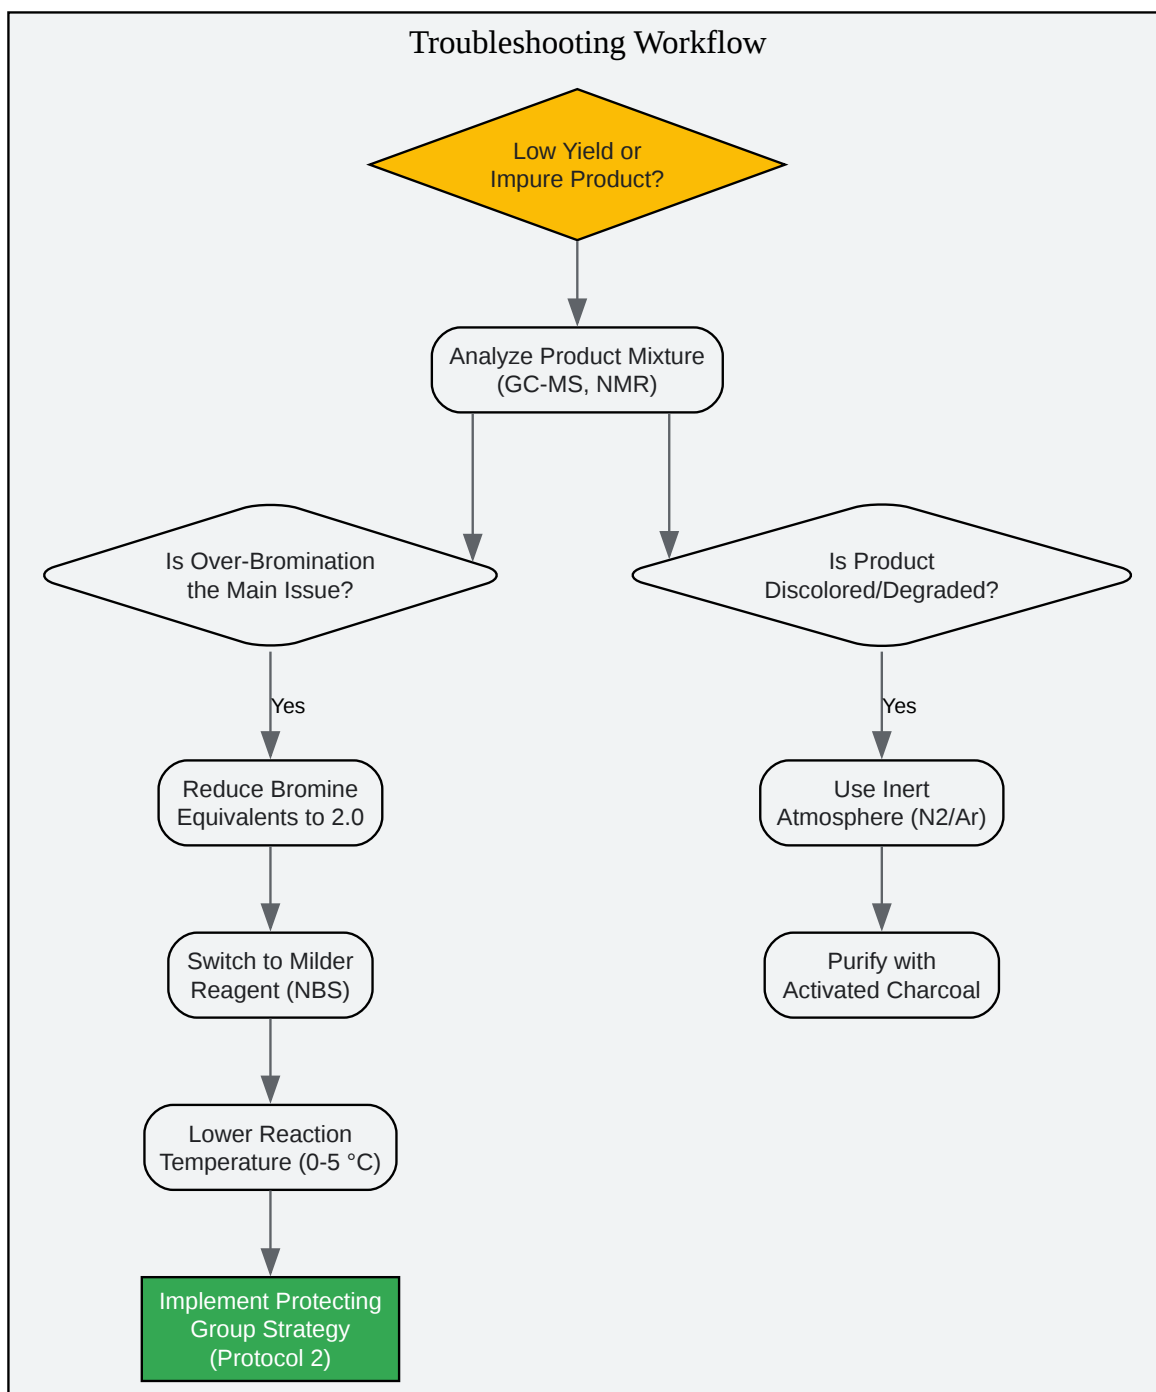 Troubleshooting Workflow
Low Yield or
Impure Product?
Analyze Product Mixture
(GC-MS, NMR)
Is Over-Bromination
the Main Issue?
Is Product
Discolored/Degraded?
Yes
Yes
Reduce Bromine
Equivalents to 2.0
Use Inert
Atmosphere (N2/Ar)
Switch to Milder
Reagent (NBS)
Purify with
Activated Charcoal
Lower Reaction
Temperature (0-5 °C)
Implement Protecting
Group Strategy
(Protocol 2)